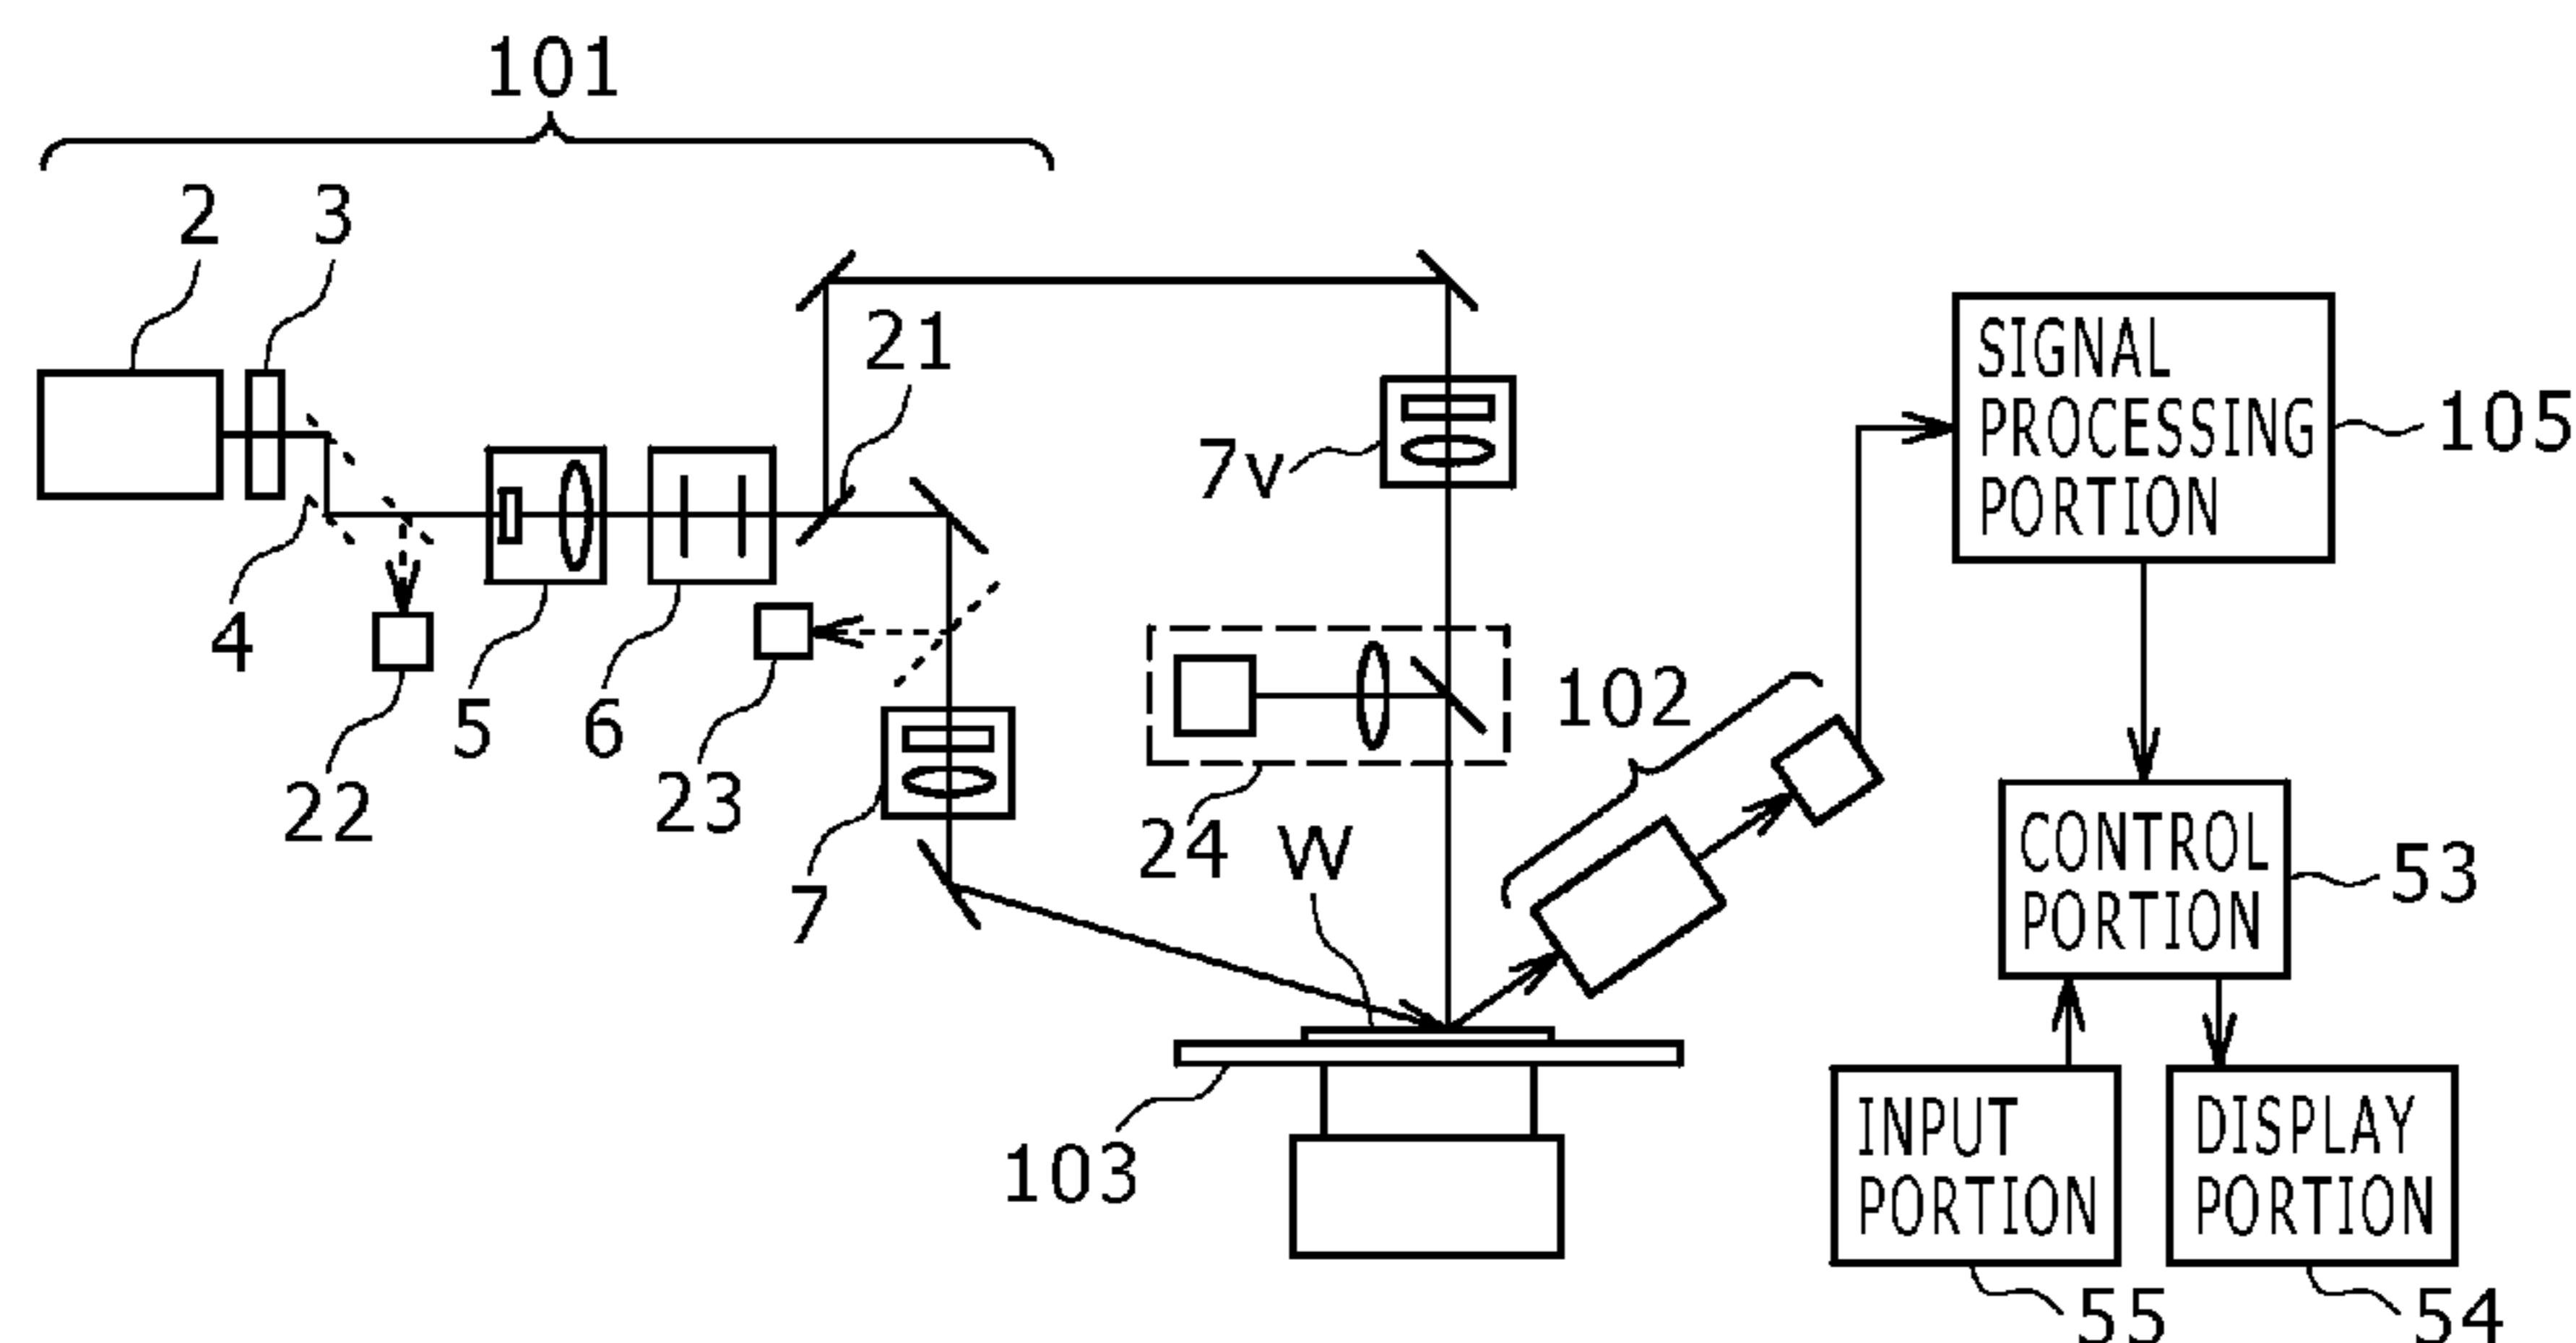 101
2
3
21
SIGNAL
PROCESSING
PORTION
105
7v
4
22
5
6
23
7
24
102
W
CONTROL
PORTION
53
103
INPUT
PORTION
DISPLAY
PORTION
55
54